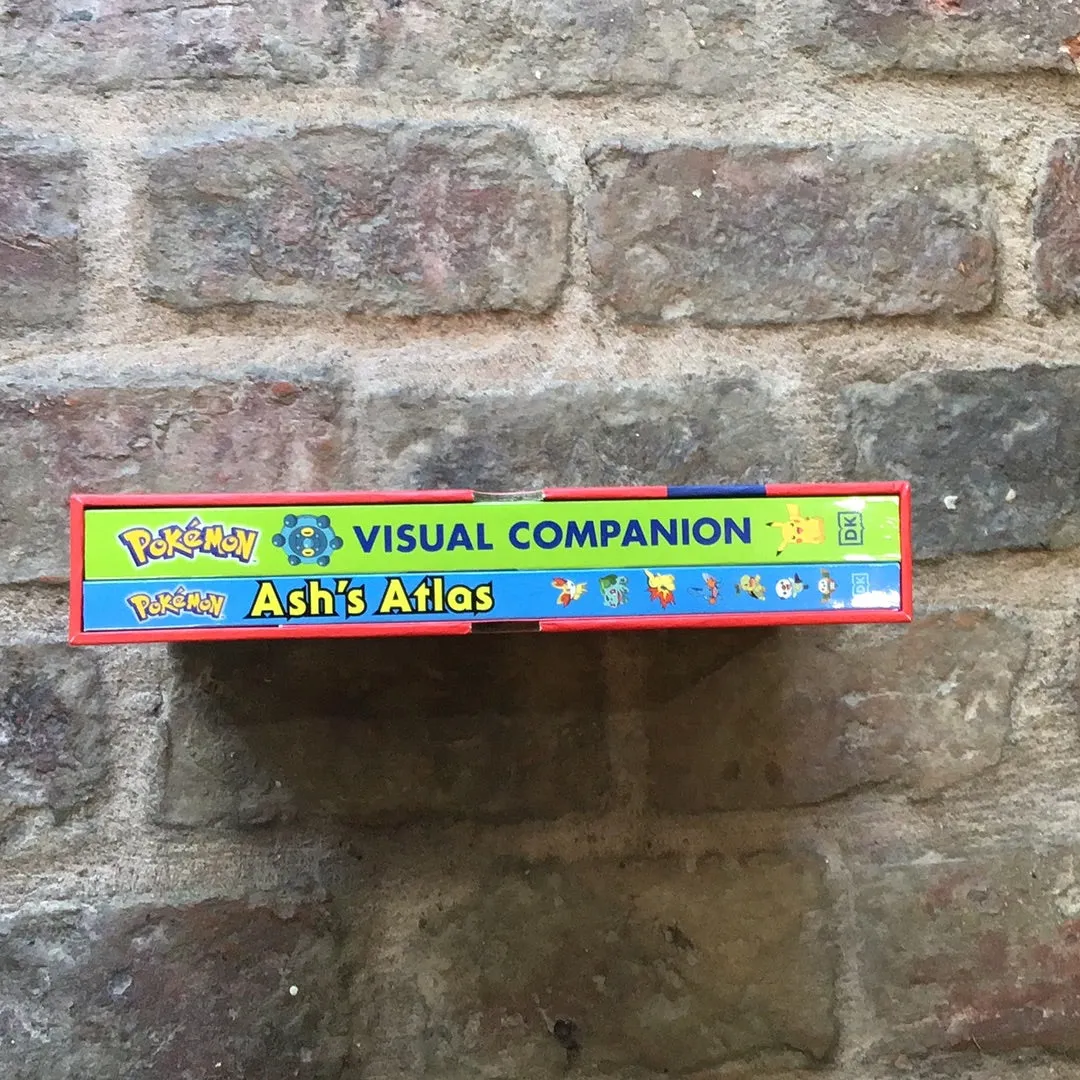 POKéMON VISUAL COMPANION DK
POKéMON Ash's Atlas DK